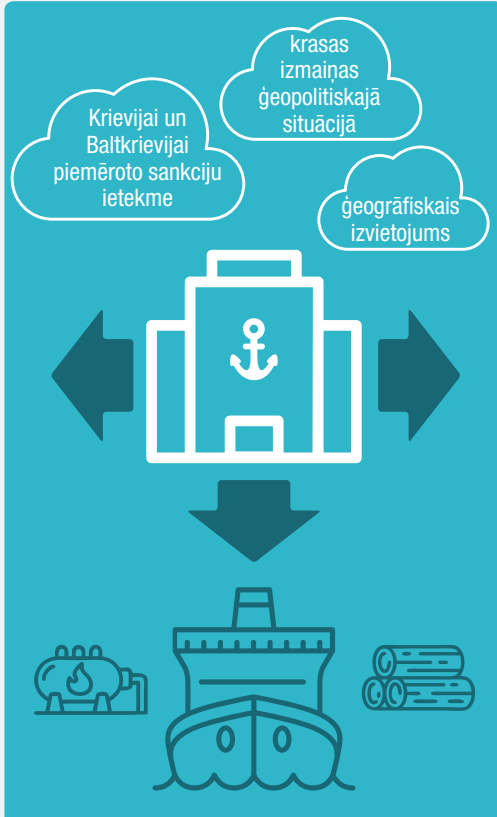 krasas
izmaiņas
ģeopolitiskajā
situācijā
Krievijai un
Baltkrievijai
piemēroto sankciju
ietekme
ģeogrāfiskais
izvietojums